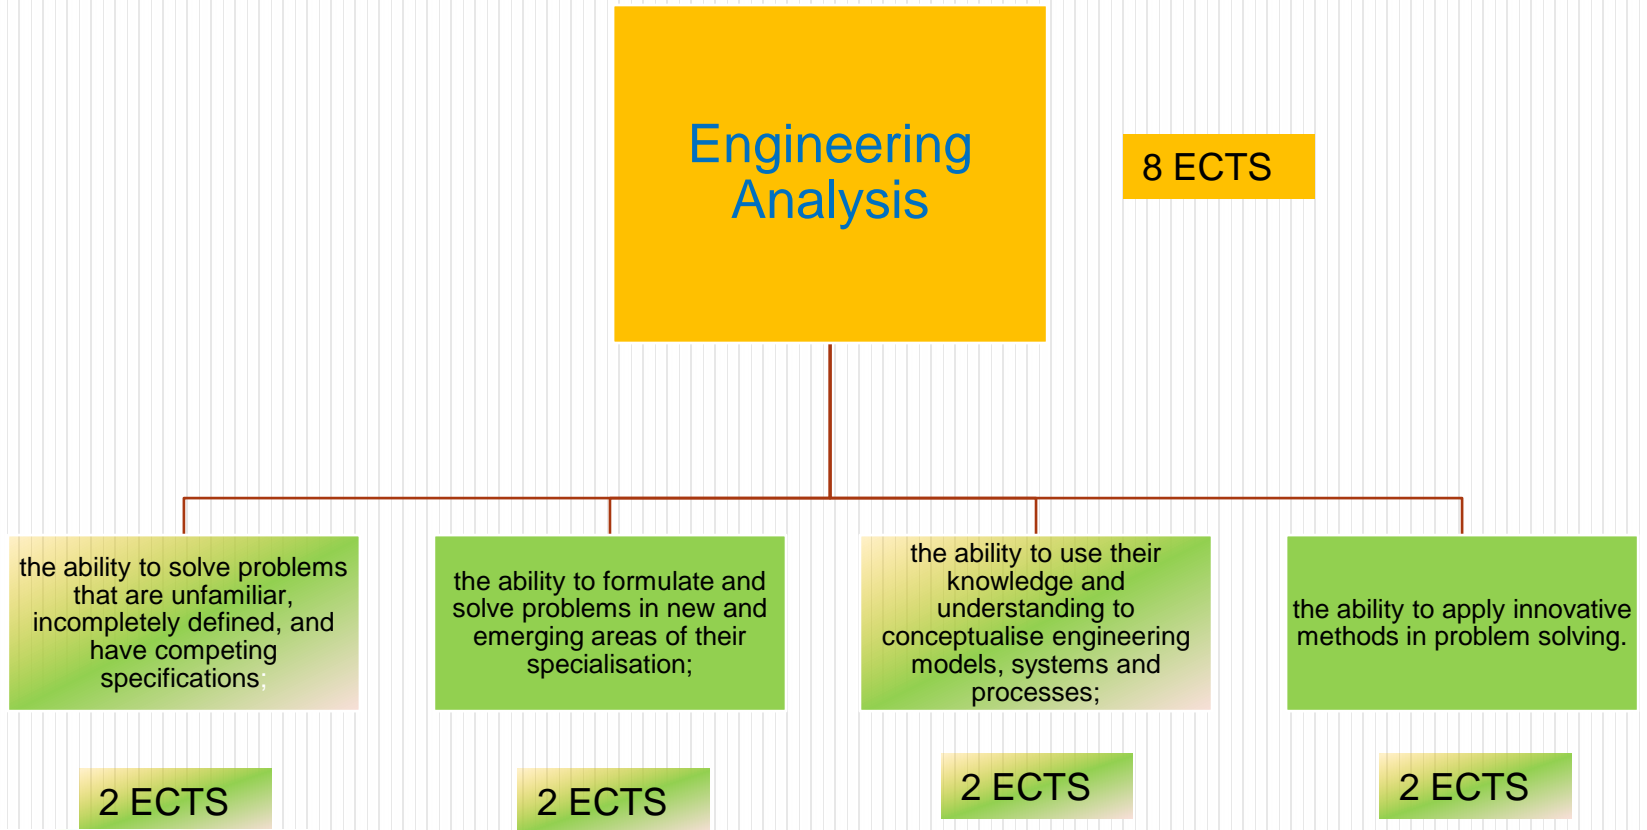 Engineering
Analysis
8 ECTS
the ability to solve problems
that are unfamiliar,
incompletely defined, and
have competing
specifications;
the ability to formulate and
solve problems in new and
emerging areas of their
specialisation;
the ability to use their
knowledge and
understanding to
conceptualise engineering
models, systems and
processes;
the ability to apply innovative
methods in problem solving.
2 ECTS
2 ECTS
2 ECTS
2 ECTS